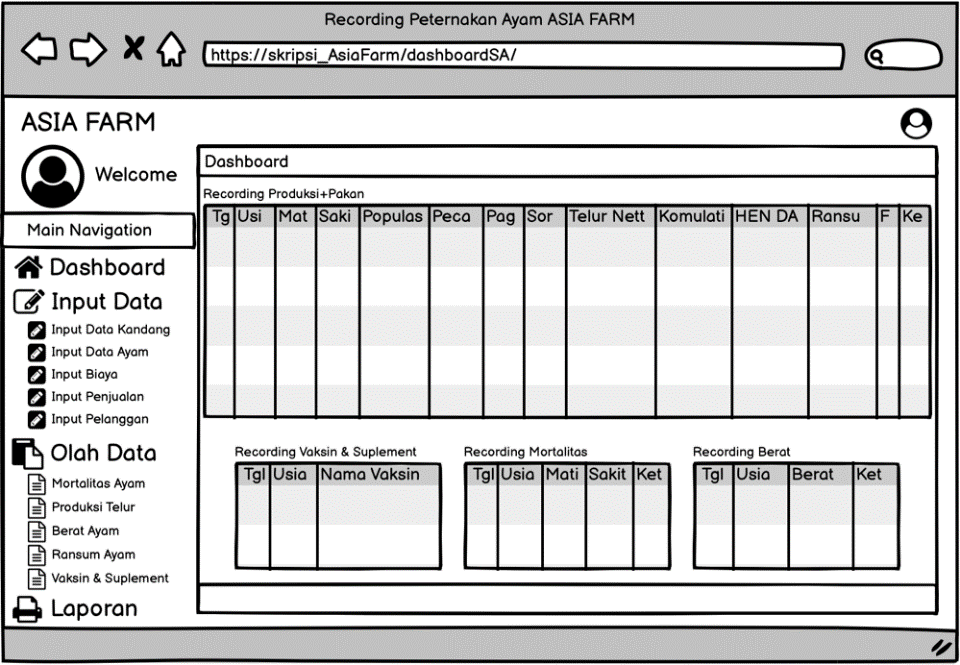 Recording Peternakan Ayam ASIA FARM
https://skripsi_AsiaFarm/dashboardSA/
ASIA FARM
Welcome
Main Navigation
Dashboard
Input Data
Input Data Kandang
Input Data Ayam
Input Biaya
Input Penjualan
Input Pelanggan
Olah Data
Mortalitas Ayam
Produksi Telur
Berat Ayam
Ransum Ayam
Vaksin & Suplement
Laporan
Dashboard
Recording Produksi+Pakan
Tg Usi Mat Saki Populas Peca Pag Sor Telur Nett Komulati HEN DA Ransu F Ke
Recording Vaksin & Suplement
Tgl Usia Nama Vaksin
Recording Mortalitas
Tgl Usia Mati Sakit Ket
Recording Berat
Tgl Usia Berat Ket